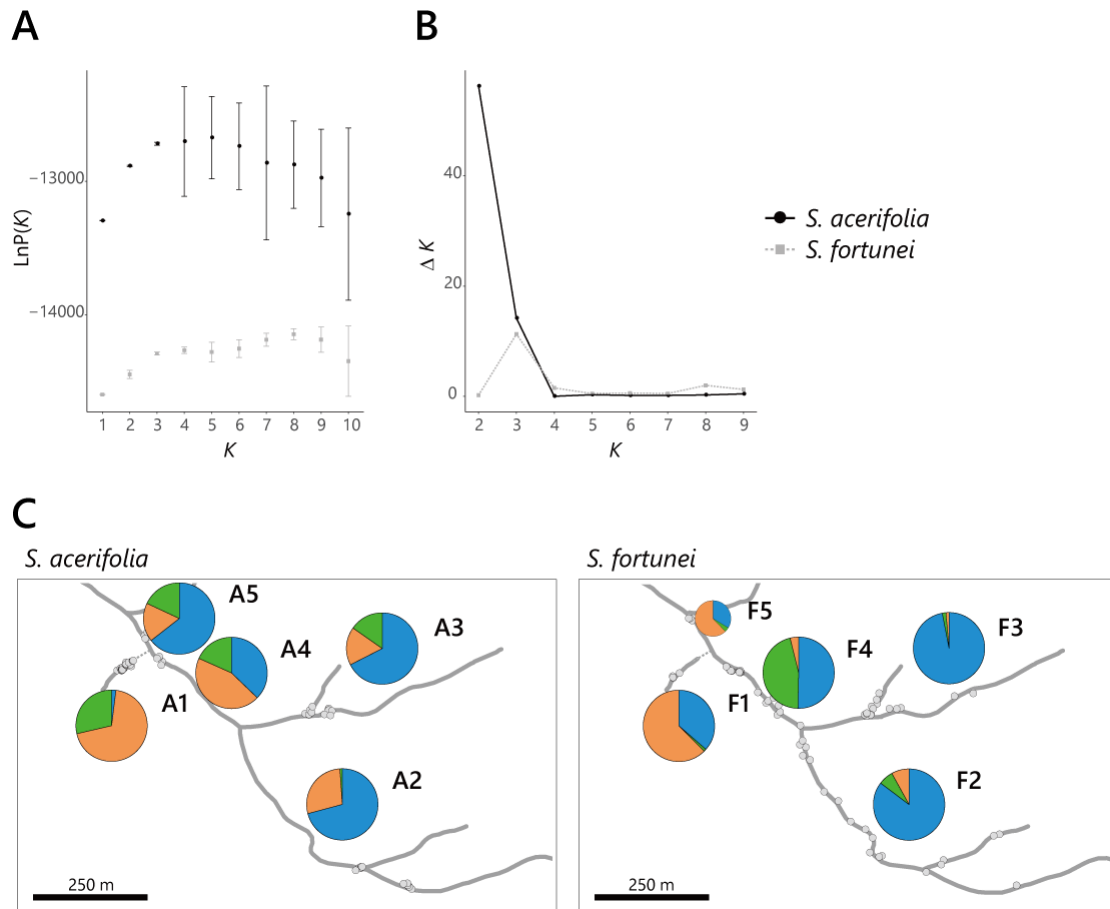 A
B
LnP(K)
−13000
−14000
1 2 3 4 5 6 7 8 9 10
K
Δ K
40
20
0
2 3 4 5 6 7 8 9
K
S. acerifolia
S. fortunei
C
S. acerifolia
A5
A4
A3
A1
A2
250 m
S. fortunei
F5
F4
F3
F1
F2
250 m